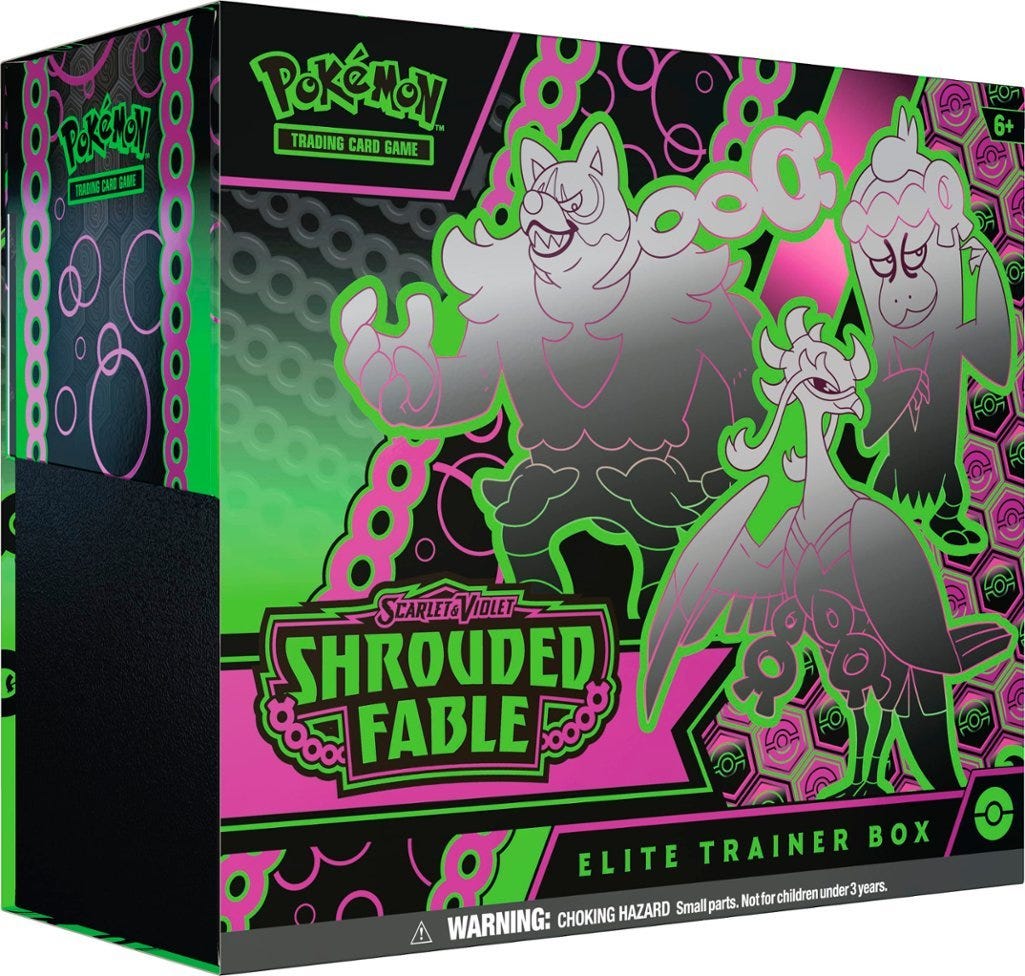 POKéMON
TRADING CARD GAME
POKéMON™
TRADING CARD GAME
6+
SCARLET & VIOLET
SHROUDED
FABLE
ELITE TRAINER BOX
WARNING: CHOKING HAZARD Small parts. Not for children under 3 years.